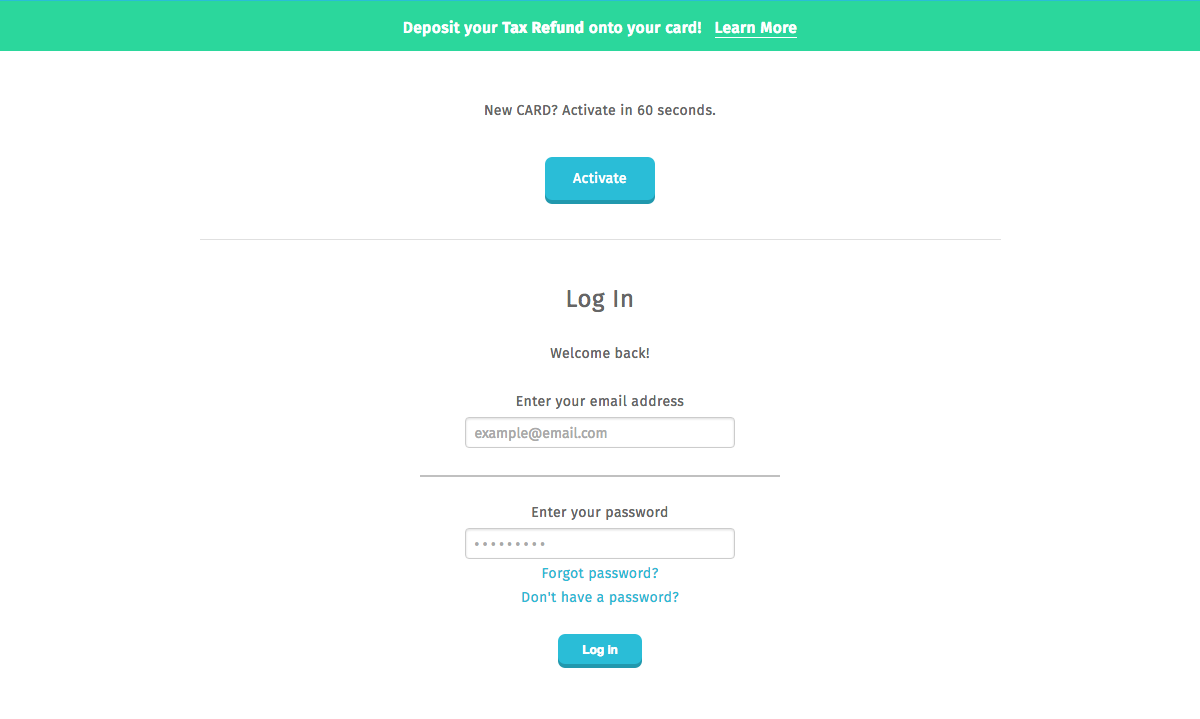 Deposit your Tax Refund onto your card! Learn More
New CARD? Activate in 60 seconds.
Activate
Log In
Welcome back!
Enter your email address
example@email.com
Enter your password
•••••••••
Forgot password?
Don't have a password?
Log In